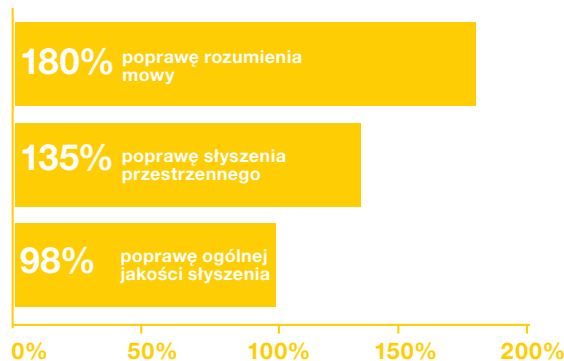 180% poprawę rozumienia
mowy
135% poprawę słyszenia
przestrzennego
98% poprawę ogólnej
jakości słyszenia
0% 50% 100% 150% 200%